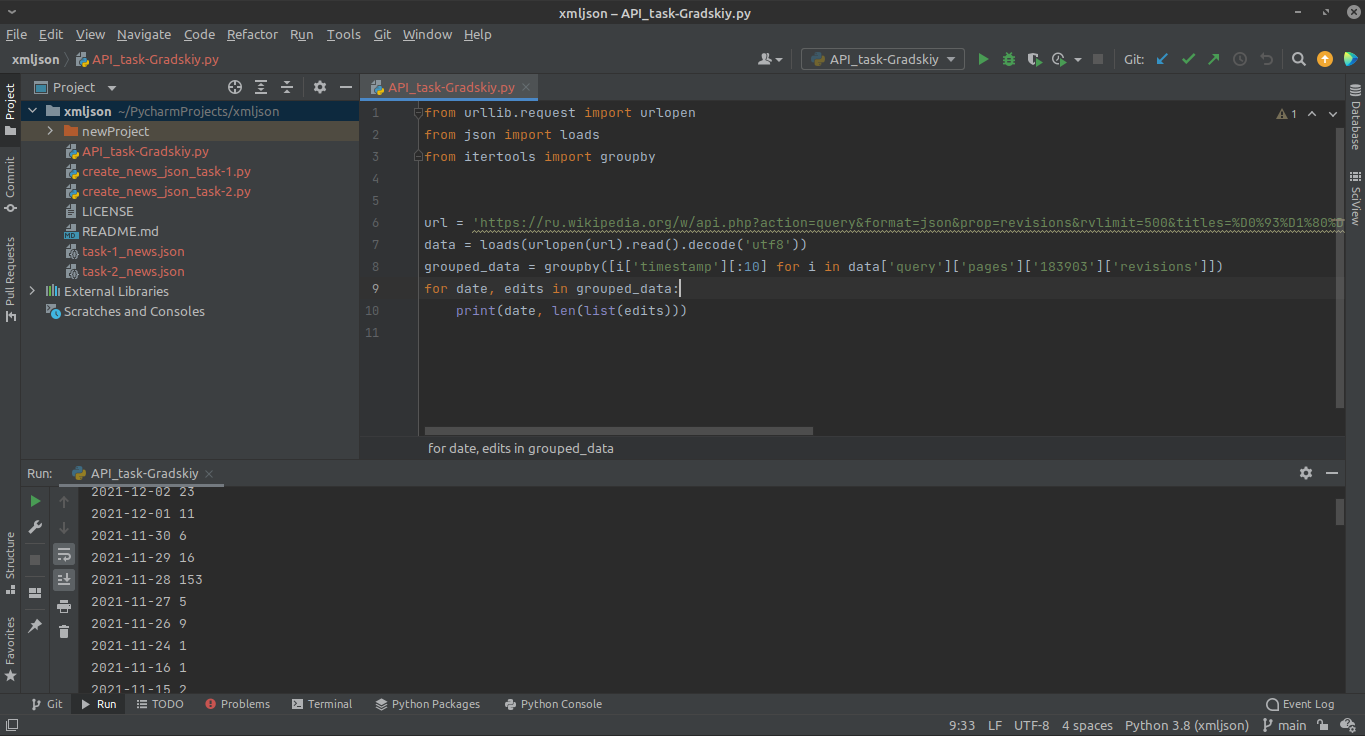 xmljson – API_task-Gradskiy.py
File Edit View Navigate Code Refactor Run Tools Git Window Help
xmljson API_task-Gradskiy.py
API_task-Gradskiy Git:
Project
API_task-Gradskiy.py
xmljson ~/PycharmProjects/xmljson
newProject
API_task-Gradskiy.py
create_news_json_task-1.py
create_news_json_task-2.py
LICENSE
README.md
task-1_news.json
task-2_news.json
External Libraries
Scratches and Consoles
1 from urllib.request import urlopen
2 from json import loads
3 from itertools import groupby
4
5
6 url = 'https://ru.wikipedia.org/w/api.php?action=query&format=json&prop=revisions&rvlimit=500&titles=%D0%93%D1%80%D
7 data = loads(urlopen(url).read().decode('utf8'))
8 grouped_data = groupby([i['timestamp'][:10] for i in data['query']['pages']['183903']['revisions']])
9 for date, edits in grouped_data:
10 print(date, len(list(edits)))
11
1
for date, edits in grouped_data
Project
Commit
Pull Requests
Structure
Favorites
Database
SciView
Run: API_task-Gradskiy
2021-12-02 23
2021-12-01 11
2021-11-30 6
2021-11-29 16
2021-11-28 153
2021-11-27 5
2021-11-26 9
2021-11-24 1
2021-11-16 1
2021-11-15 2
Git Run TODO Problems Terminal Python Packages Python Console Event Log
9:33 LF UTF-8 4 spaces Python 3.8 (xmljson) main